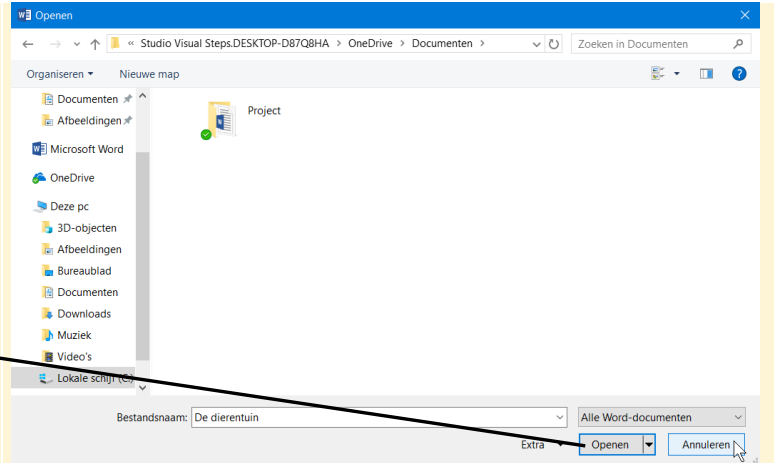 Openen
« Studio Visual Steps.DESKTOP-D87Q8HA > OneDrive > Documenten >
Zoeken in Documenten
Organiseren
Nieuwe map
Documenten
Afbeeldingen
Microsoft Word
OneDrive
Deze pc
3D-objecten
Afbeeldingen
Bureaublad
Documenten
Downloads
Muziek
Video's
Lokale schijf (C:)
Project
Bestandsnaam: De dierentuin
Alle Word-documenten
Extra
Openen
Annuleren